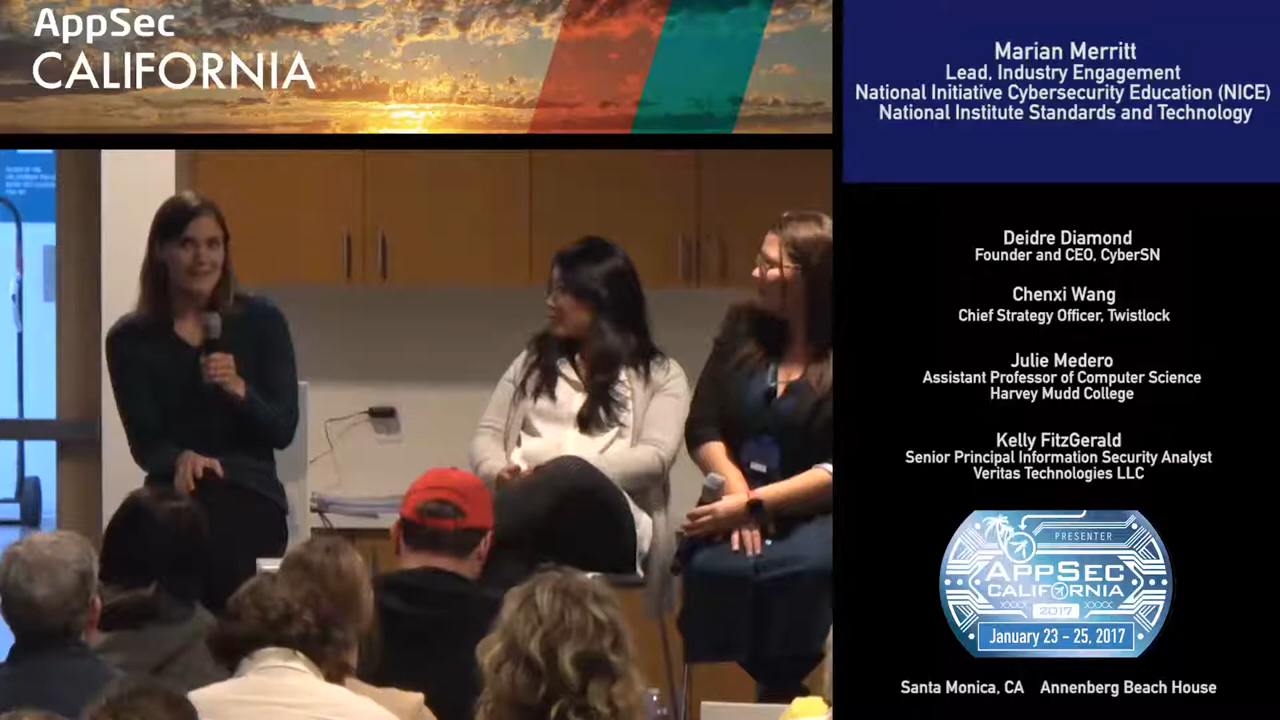 AppSec
CALIFORNIA
Marian Merritt
Lead, Industry Engagement
National Initiative Cybersecurity Education (NICE)
National Institute Standards and Technology
Deidre Diamond
Founder and CEO, CyberSN
Chenxi Wang
Chief Strategy Officer, Twistlock
Julie Medero
Assistant Professor of Computer Science
Harvey Mudd College
Kelly FitzGerald
Senior Principal Information Security Analyst
Veritas Technologies LLC
PRESENTER
APPSEC
CALIFORNIA
XXXX 2017 XXXX
January 23 - 25, 2017
Santa Monica, CA Annenberg Beach House